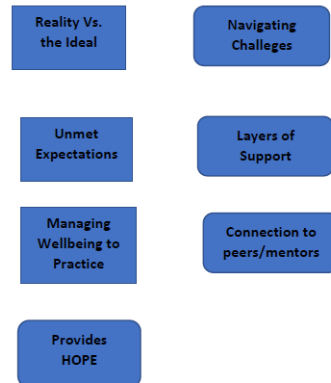 Reality Vs.
the Ideal
Navigating
Challeges
Unmet
Expectations
Layers of
Support
Managing
Wellbeing to
Practice
Connection to
peers/mentors
Provides
HOPE